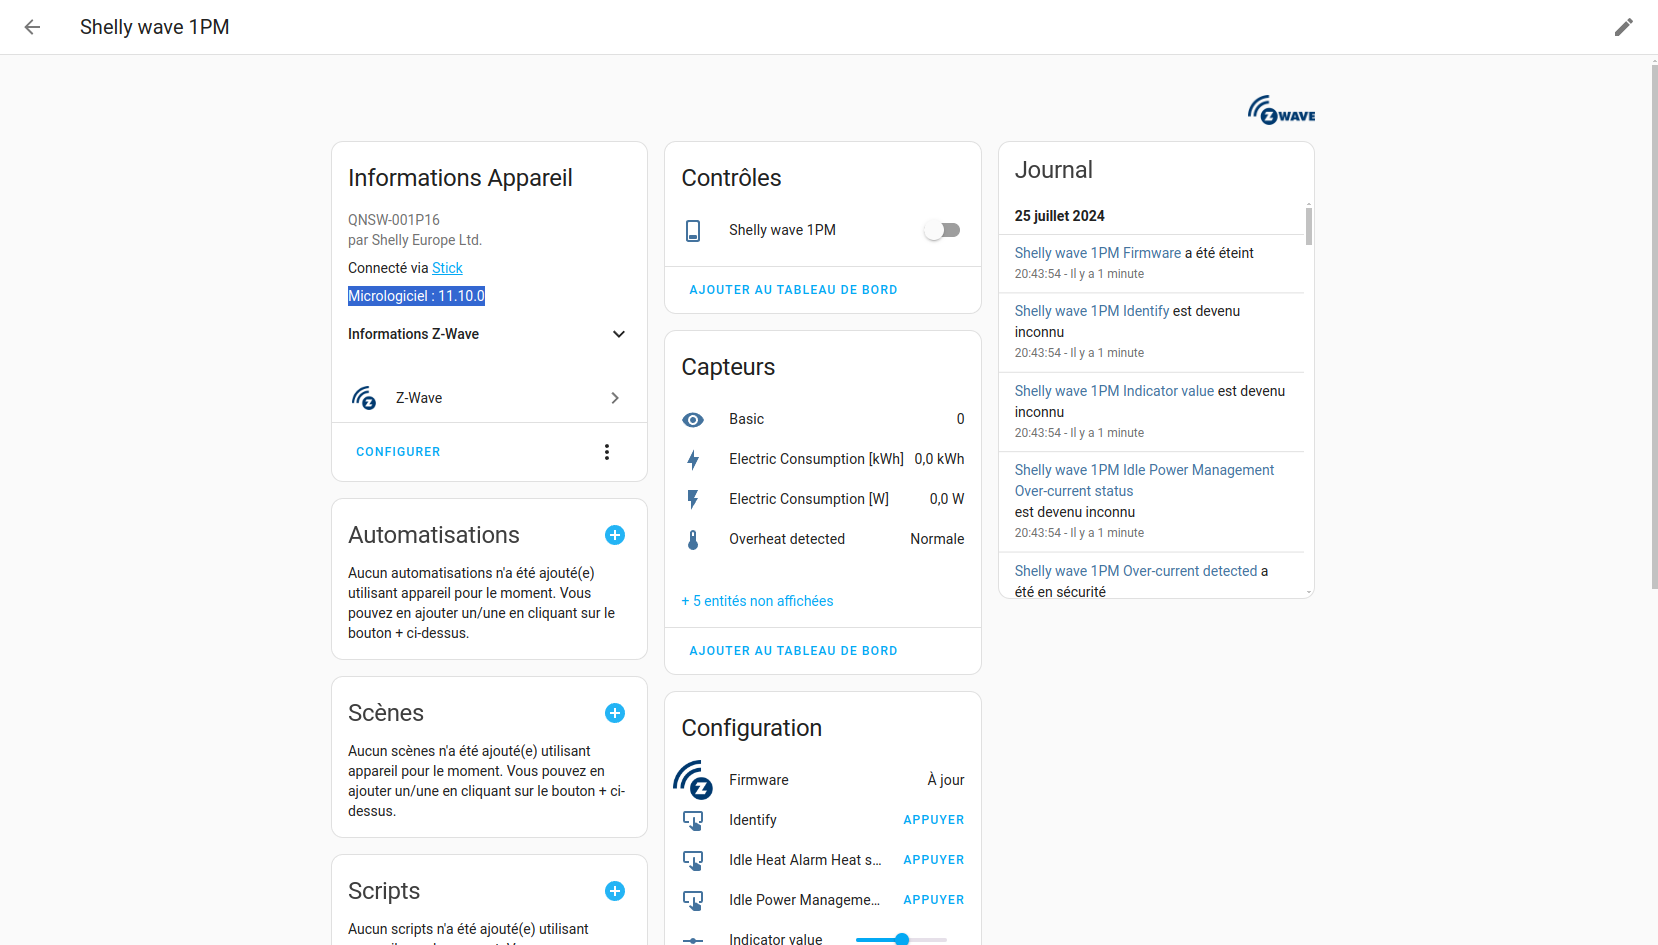 Shelly wave 1PM
Z WAVE
Informations Appareil
QNSW-001P16
par Shelly Europe Ltd.
Connecté via Stick
Micrologiciel : 11.10.0
Informations Z-Wave
Z-Wave
CONFIGURER
Automatisations
Aucun automatisations n'a été ajouté(e)
utilisant appareil pour le moment. Vous
pouvez en ajouter un/une en cliquant sur le
bouton + ci-dessus.
Scènes
Aucun scènes n'a été ajouté(e) utilisant
appareil pour le moment. Vous pouvez en
ajouter un/une en cliquant sur le bouton + ci-
dessus.
Scripts
Aucun scripts n'a été ajouté(e) utilisant
Contrôles
Shelly wave 1PM
AJOUTER AU TABLEAU DE BORD
Capteurs
Basic 0
Electric Consumption [kWh] 0,0 kWh
Electric Consumption [W] 0,0 W
Overheat detected Normale
+ 5 entités non affichées
AJOUTER AU TABLEAU DE BORD
Configuration
Firmware À jour
Identify APPUYER
Idle Heat Alarm Heat s... APPUYER
Idle Power Manageme... APPUYER
Indicator value
Journal
25 juillet 2024
Shelly wave 1PM Firmware a été éteint
20:43:54 - Il y a 1 minute
Shelly wave 1PM Identify est devenu
inconnu
20:43:54 - Il y a 1 minute
Shelly wave 1PM Indicator value est devenu
inconnu
20:43:54 - Il y a 1 minute
Shelly wave 1PM Idle Power Management
Over-current status
est devenu inconnu
20:43:54 - Il y a 1 minute
Shelly wave 1PM Over-current detected a
été en sécurité